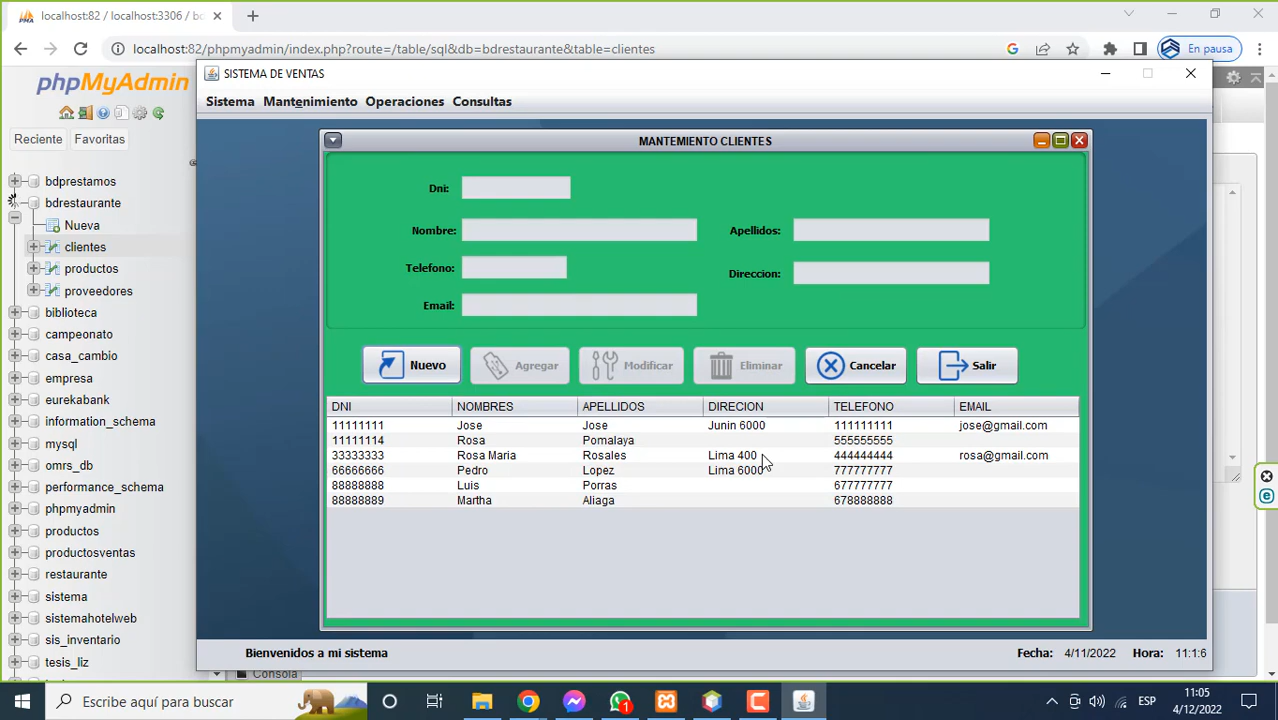 localhost:82 / localhost:3306 / bd
localhost:82/phpmyadmin/index.php?route=/table/sql&db=bdrestaurante&table=clientes
En pausa
phpMyAdmin
Reciente
Favoritas
bdprestamos
bdrestaurante
Nueva
clientes
productos
proveedores
biblioteca
campeonato
casa_cambio
empresa
eurekabank
information_schema
mysql
omrs_db
performance_schema
phpmyadmin
productos
productosventas
restaurante
sistema
sistemahotelweb
sis_inventario
tesis_liz
SISTEMA DE VENTAS
Sistema Mantenimiento Operaciones Consultas
MANTEMIENTO CLIENTES
Dni:
Nombre: Apellidos:
Telefono: Direccion:
Email:
Nuevo Agregar Modificar Eliminar Cancelar Salir
DNI NOMBRES APELLIDOS DIRECION TELEFONO EMAIL
11111111 Jose Jose Junin 6000 111111111 jose@gmail.com
11111114 Rosa Pomalaya 555555555
33333333 Rosa Maria Rosales Lima 400 444444444 rosa@gmail.com
66666666 Pedro Lopez Lima 6000 777777777
88888888 Luis Porras 677777777
88888889 Martha Aliaga 678888888
Bienvenidos a mi sistema Fecha: 4/11/2022 Hora: 11:1:6
Consola
Escribe aquí para buscar
1
ESP
11:05
4/12/2022